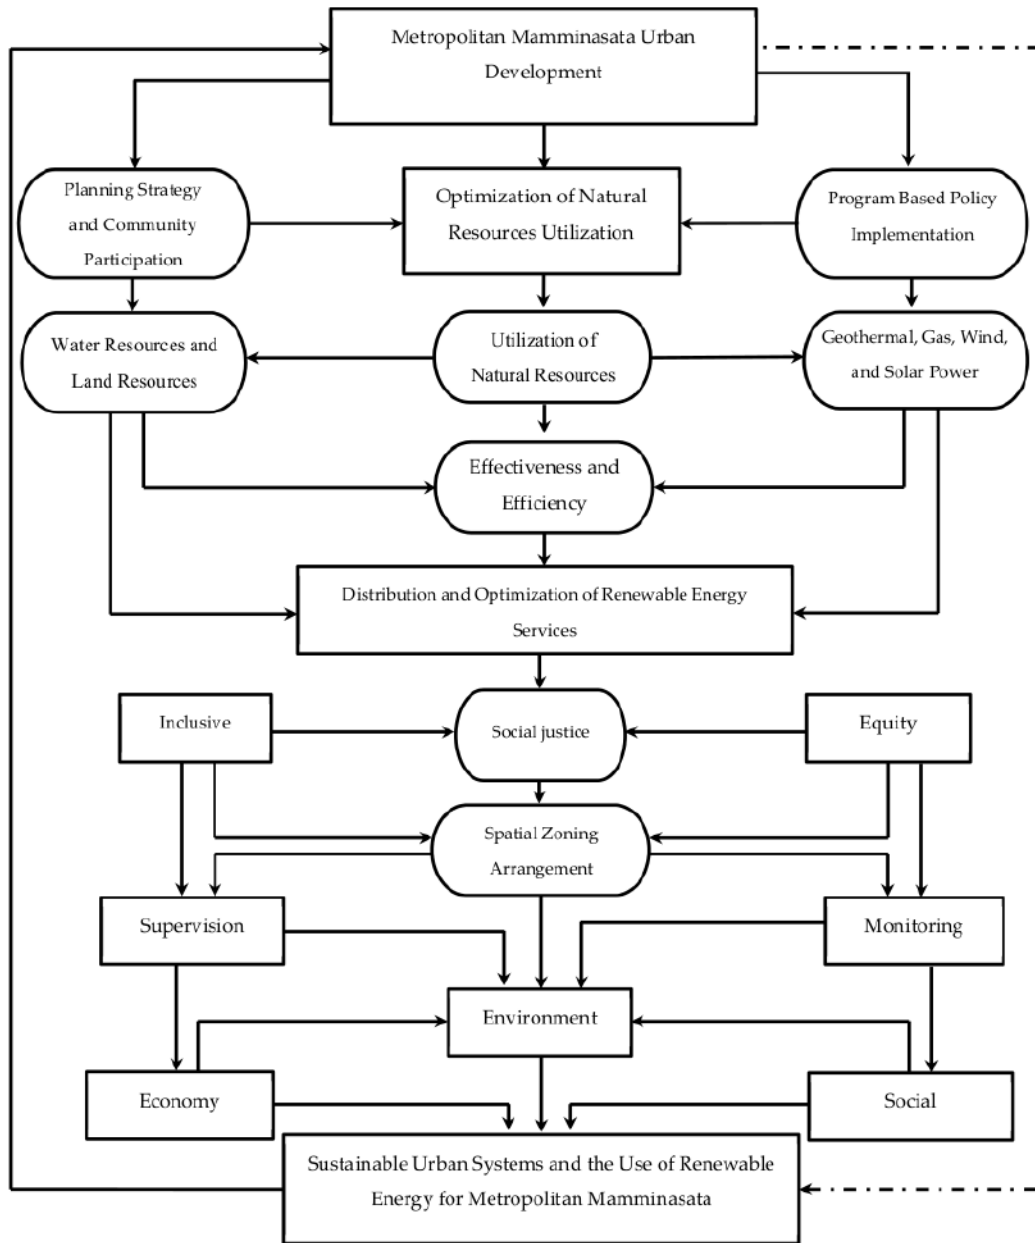 Metropolitan Mamminasata Urban
Development
Planning Strategy
and Community
Participation
Optimization of Natural
Resources Utilization
Program Based Policy
Implementation
Water Resources and
Land Resources
Utilization of
Natural Resources
Geothermal, Gas, Wind,
and Solar Power
Effectiveness and
Efficiency
Distribution and Optimization of Renewable Energy
Services
Inclusive
Social justice
Equity
Spatial Zoning
Arrangement
Supervision
Monitoring
Environment
Economy
Social
Sustainable Urban Systems and the Use of Renewable
Energy for Metropolitan Mamminasata